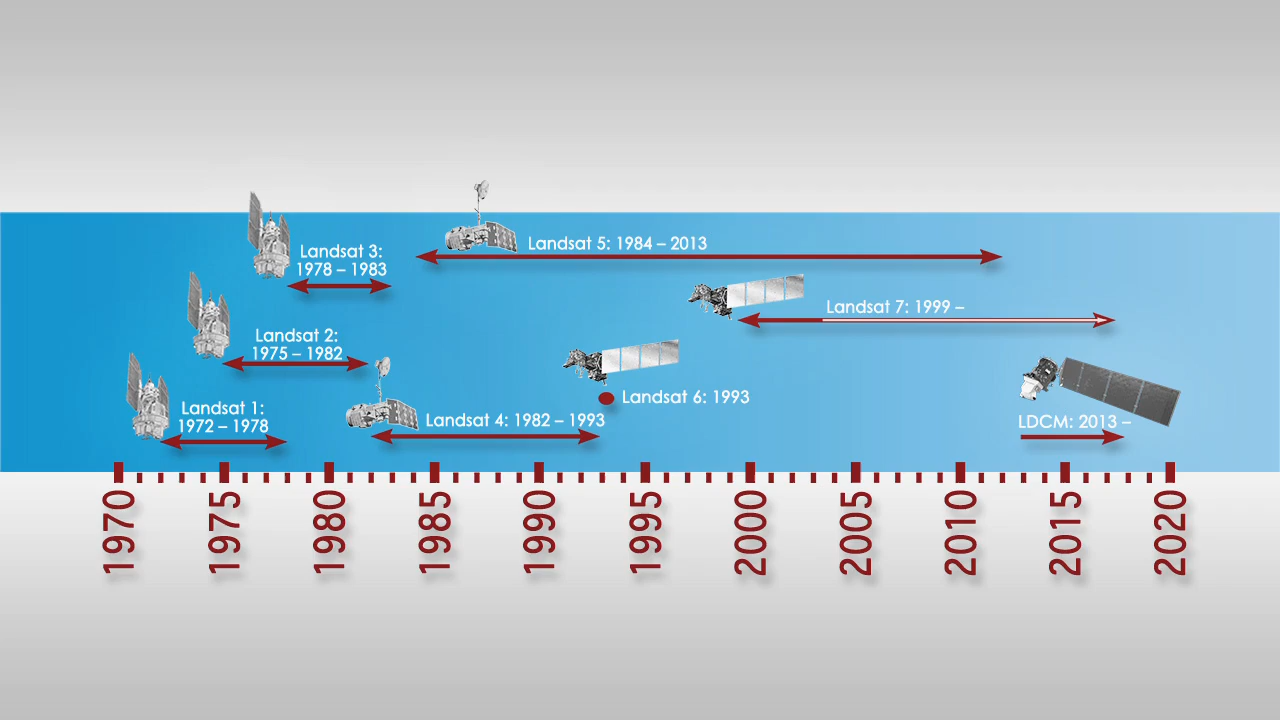 Landsat 3:
1978 – 1983
Landsat 5: 1984 – 2013
Landsat 7: 1999 –
Landsat 2:
1975 – 1982
Landsat 6: 1993
Landsat 1:
1972 – 1978
Landsat 4: 1982 – 1993
LDCM: 2013 –
1970
1975
1980
1985
1990
1995
2000
2005
2010
2015
2020